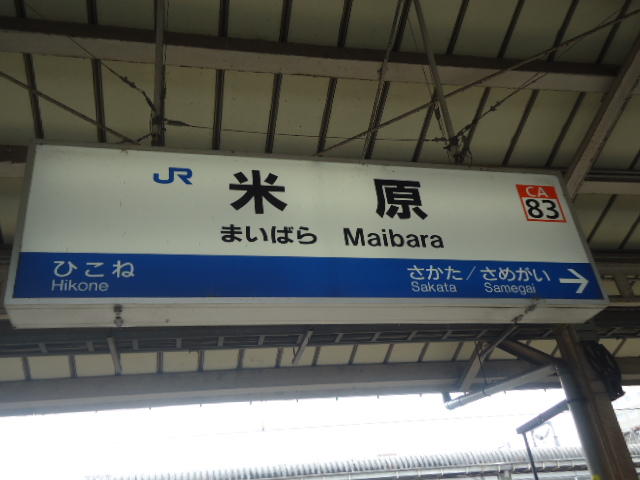 JR 米原 CA 83
まいばら Maibara
ひこね さかた/さめがい →
Hikone Sakata Samegai